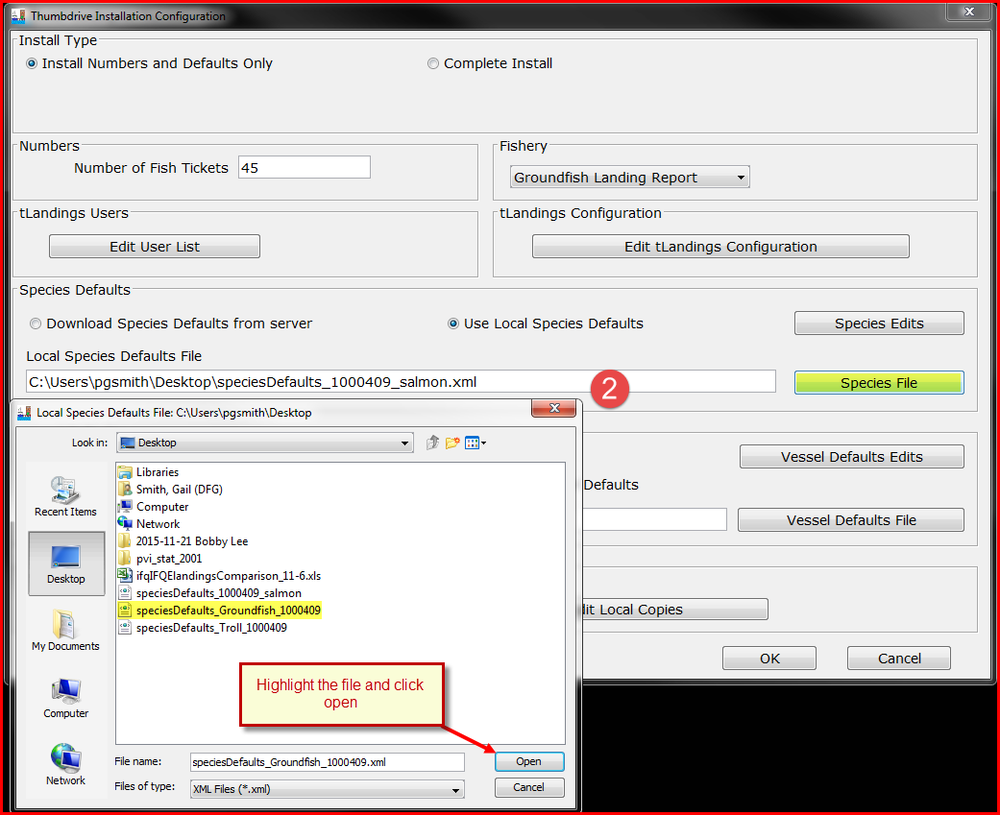 Thumbdrive Installation Configuration
Install Type
Install Numbers and Defaults Only
Complete Install
Numbers
Number of Fish Tickets 45
Fishery
Groundfish Landing Report
tLandings Users
Edit User List
tLandings Configuration
Edit tLandings Configuration
Species Defaults
Download Species Defaults from server
Use Local Species Defaults
Species Edits
Local Species Defaults File
C:\Users\pgsmith\Desktop\speciesDefaults_1000409_salmon.xml
Species File
2
Local Species Defaults File: C:\Users\pgsmith\Desktop
Look in: Desktop
Recent Items
Desktop
My Documents
Computer
Network
Libraries
Smith, Gail (DFG)
Computer
Network
2015-11-21 Bobby Lee
pvi_stat_2001
ifqIFQElandingsComparison_11-6.xls
speciesDefaults_1000409_salmon
speciesDefaults_Groundfish_1000409
speciesDefaults_Troll_1000409
Highlight the file and click
open
File name: speciesDefaults_Groundfish_1000409.xml
Open
Files of type: XML Files (*.xml)
Cancel
Vessel Defaults Edits
Defaults
Vessel Defaults File
dit Local Copies
OK
Cancel